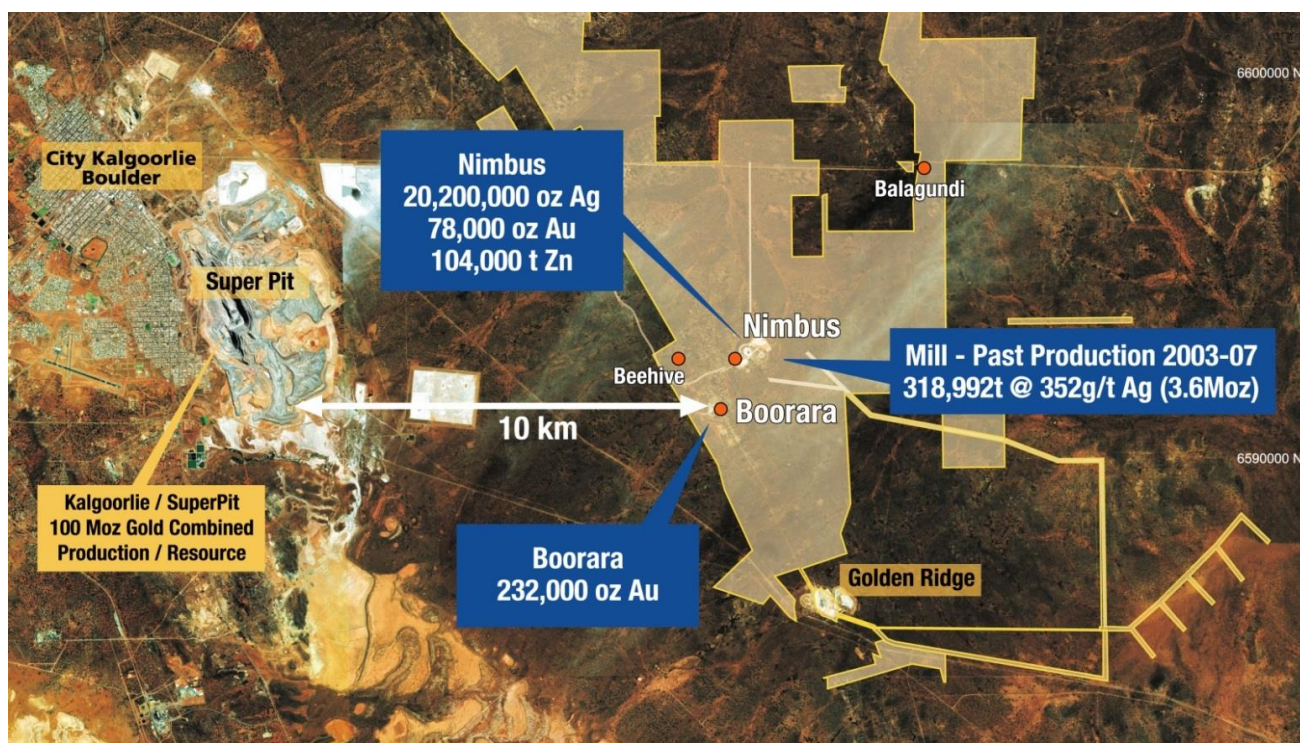 6600000 N
City Kalgoorlie
Boulder
Nimbus
20,200,000 oz Ag
78,000 oz Au
104,000 t Zn
Balagundi
Super Pit
Nimbus
Beehive
Mill - Past Production 2003-07
318,992t @ 352g/t Ag (3.6Moz)
Boorara
10 km
6590000 N
Kalgoorlie / SuperPit
100 Moz Gold Combined
Production / Resource
Boorara
232,000 oz Au
Golden Ridge